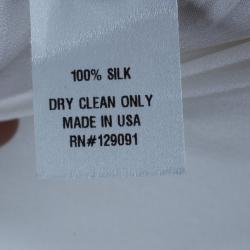 100% SILK
DRY CLEAN ONLY
MADE IN USA
RN#129091